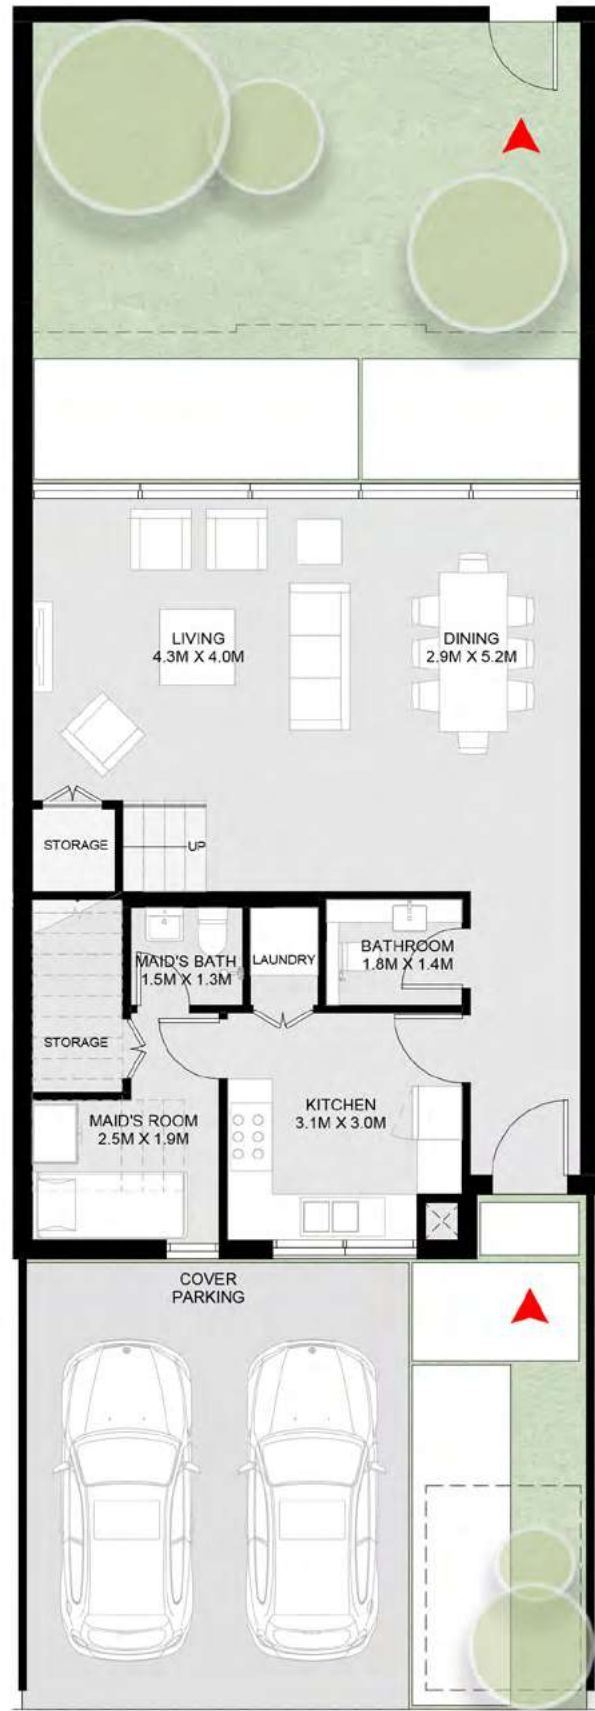 LIVING
4.3M X 4.0M
DINING
2.9M X 5.2M
STORAGE
UP
MAID'S BATH
1.5M X 1.3M
LAUNDRY
BATHROOM
1.8M X 1.4M
STORAGE
MAID'S ROOM
2.5M X 1.9M
KITCHEN
3.1M X 3.0M
COVER
PARKING